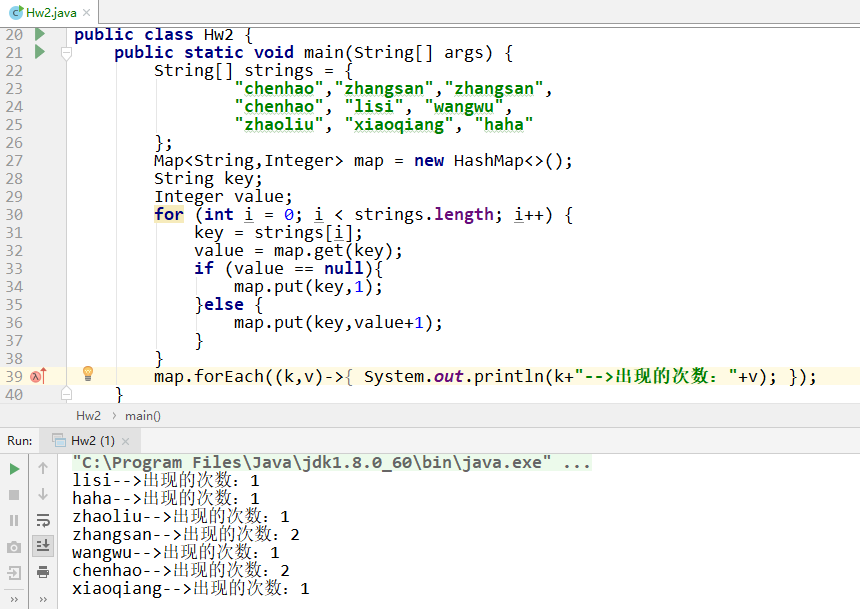 Hw2.java
20 public class Hw2 {
21 public static void main(String[] args) {
22 String[] strings = {
23 "chenhao","zhangsan","zhangsan",
24 "chenhao", "lisi", "wangwu",
25 "zhaoliu", "xiaoqiang", "haha"
26 };
27 Map<String,Integer> map = new HashMap<>();
28 String key;
29 Integer value;
30 for (int i = 0; i < strings.length; i++) {
31 key = strings[i];
32 value = map.get(key);
33 if (value == null){
34 map.put(key,1);
35 }else {
36 map.put(key,value+1);
37 }
38 }
39 map.forEach((k,v)->{ System.out.println(k+"-->出现的次数："+v); });
40 }
Hw2 › main()
Run: Hw2 (1)
"C:\Program Files\Java\jdk1.8.0_60\bin\java.exe" ...
lisi-->出现的次数：1
haha-->出现的次数：1
zhaoliu-->出现的次数：1
zhangsan-->出现的次数：2
wangwu-->出现的次数：1
chenhao-->出现的次数：2
xiaoqiang-->出现的次数：1